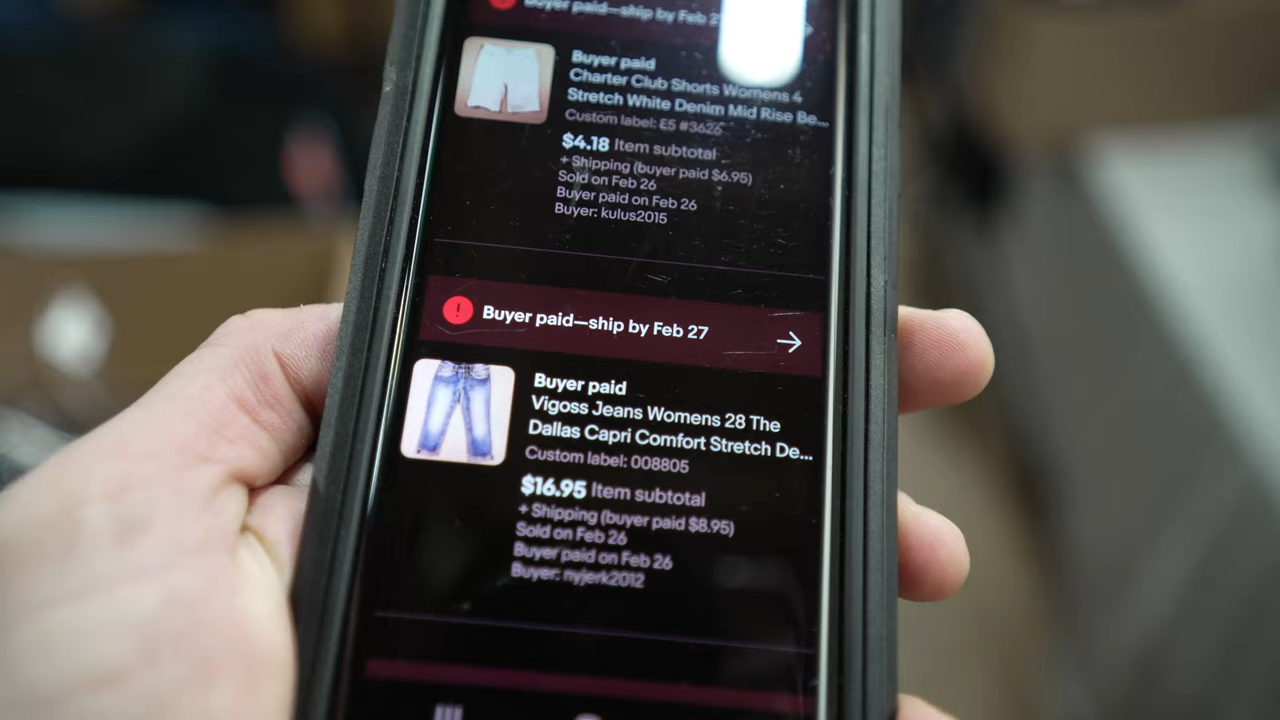 Buyer paid—ship by Feb 2
Buyer paid
Charter Club Shorts Womens 4
Stretch White Denim Mid Rise Be...
Custom label: E5 #3626
$4.18 Item subtotal
+ Shipping (buyer paid $6.95)
Sold on Feb 26
Buyer paid on Feb 26
Buyer: kulus2015
Buyer paid—ship by Feb 27
Buyer paid
Vigoss Jeans Womens 28 The
Dallas Capri Comfort Stretch De...
Custom label: 008805
$16.95 Item subtotal
+ Shipping (buyer paid $8.95)
Sold on Feb 26
Buyer paid on Feb 26
Buyer: nyjerk2012